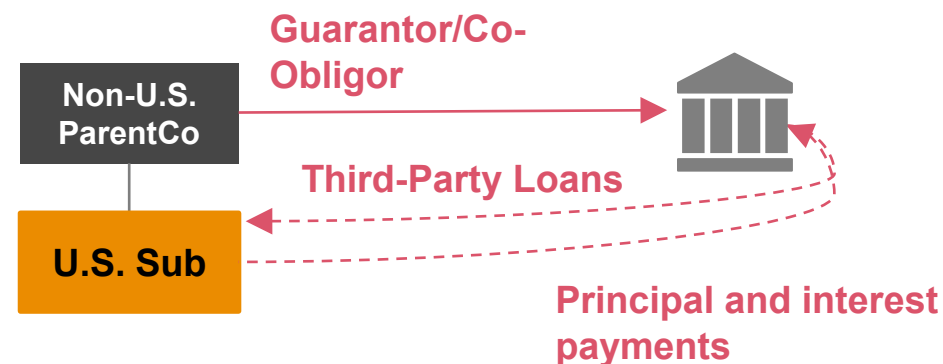 Guarantor/Co-
Obligor
Non-U.S.
ParentCo
Third-Party Loans
U.S. Sub
Principal and interest
payments